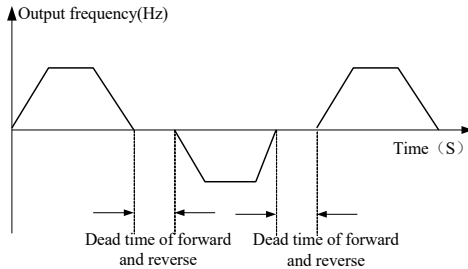 Output frequency(Hz)
Time（S）
Dead time of forward
and reverse
Dead time of forward
and reverse